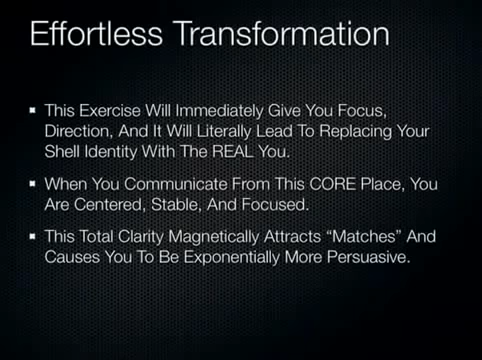 Effortless Transformation
This Exercise Will Immediately Give You Focus,
Direction, And It Will Literally Lead To Replacing Your
Shell Identity With The REAL You.
When You Communicate From This CORE Place, You
Are Centered, Stable, And Focused.
This Total Clarity Magnetically Attracts “Matches” And
Causes You To Be Exponentially More Persuasive.